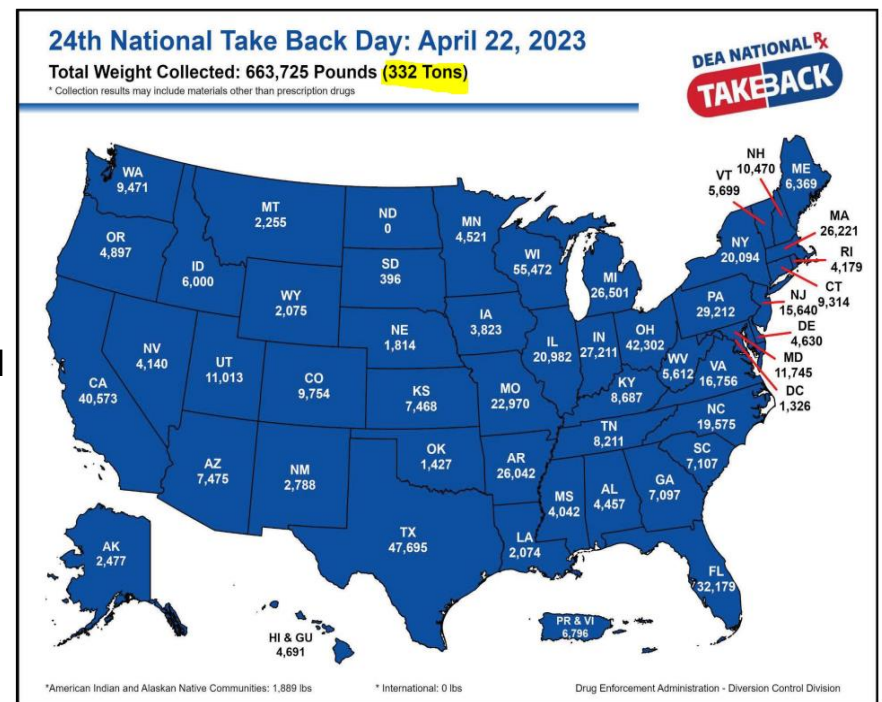 24th National Take Back Day: April 22, 2023
Total Weight Collected: 663,725 Pounds (332 Tons)
* Collection results may include materials other than prescription drugs
DEA NATIONAL Rx
TAKEBACK
WA
9,471
OR
4,897
CA
40,573
NV
4,140
ID
6,000
MT
2,255
WY
2,075
UT
11,013
AZ
7,475
CO
9,754
NM
2,788
ND
0
SD
396
NE
1,814
KS
7,468
OK
1,427
TX
47,695
MN
4,521
IA
3,823
MO
22,970
AR
26,042
LA
2,074
WI
55,472
IL
20,982
MI
26,501
IN
27,211
OH
42,302
KY
8,687
TN
8,211
MS
4,042
AL
4,457
GA
7,097
FL
32,179
SC
7,107
NC
19,575
VA
16,756
WV
5,612
PA
29,212
NY
20,094
VT
5,699
NH
10,470
ME
6,369
MA
26,221
RI
4,179
CT
9,314
NJ
15,640
DE
4,630
MD
11,745
DC
1,326
AK
2,477
HI & GU
4,691
PR & VI
6,796
*American Indian and Alaskan Native Communities: 1,889 lbs
* International: 0 lbs
Drug Enforcement Administration - Diversion Control Division